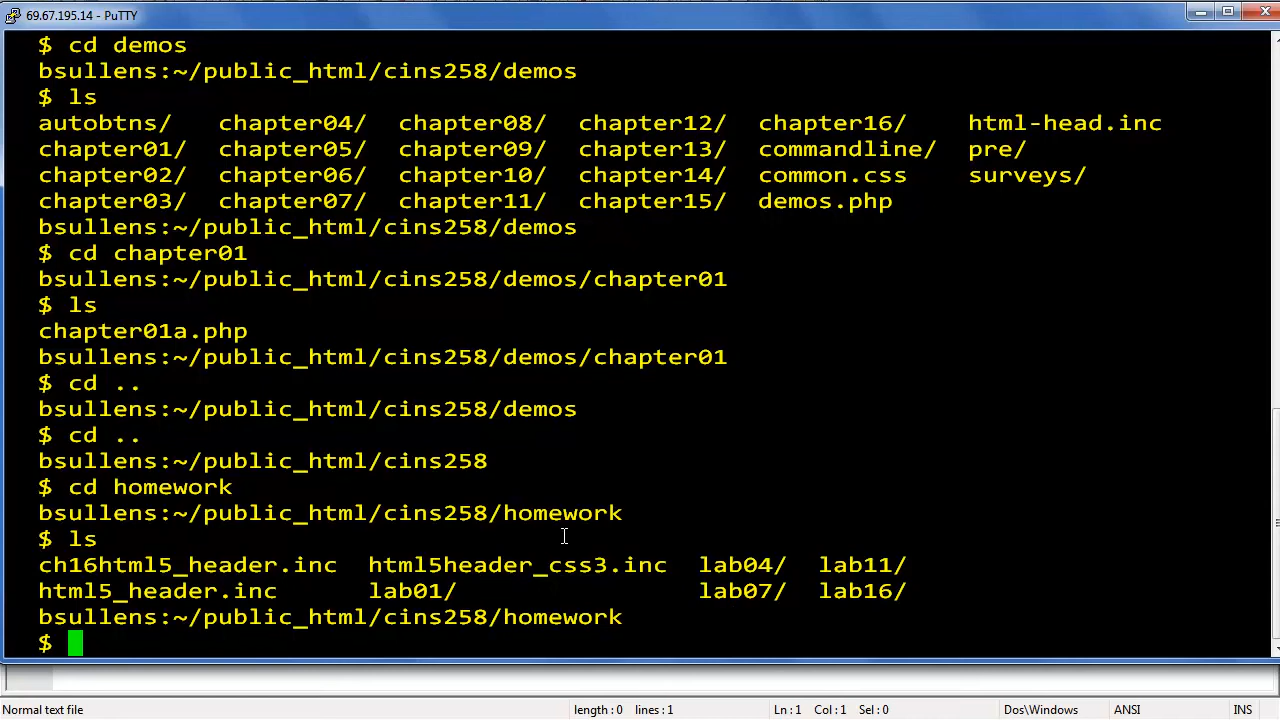 69.67.195.14 - PuTTY
$ cd demos
bsullens:~/public_html/cins258/demos
$ ls
autobtns/ chapter04/ chapter08/ chapter12/ chapter16/ html-head.inc
chapter01/ chapter05/ chapter09/ chapter13/ commandline/ pre/
chapter02/ chapter06/ chapter10/ chapter14/ common.css surveys/
chapter03/ chapter07/ chapter11/ chapter15/ demos.php
bsullens:~/public_html/cins258/demos
$ cd chapter01
bsullens:~/public_html/cins258/demos/chapter01
$ ls
chapter01a.php
bsullens:~/public_html/cins258/demos/chapter01
$ cd ..
bsullens:~/public_html/cins258/demos
$ cd ..
bsullens:~/public_html/cins258
$ cd homework
bsullens:~/public_html/cins258/homework
$ ls
ch16html5_header.inc html5header_css3.inc lab04/ lab11/
html5_header.inc lab01/ lab07/ lab16/
bsullens:~/public_html/cins258/homework
$
Normal text file length:0 lines:1 Ln:1 Col:1 Sel:0 Dos\Windows ANSI INS